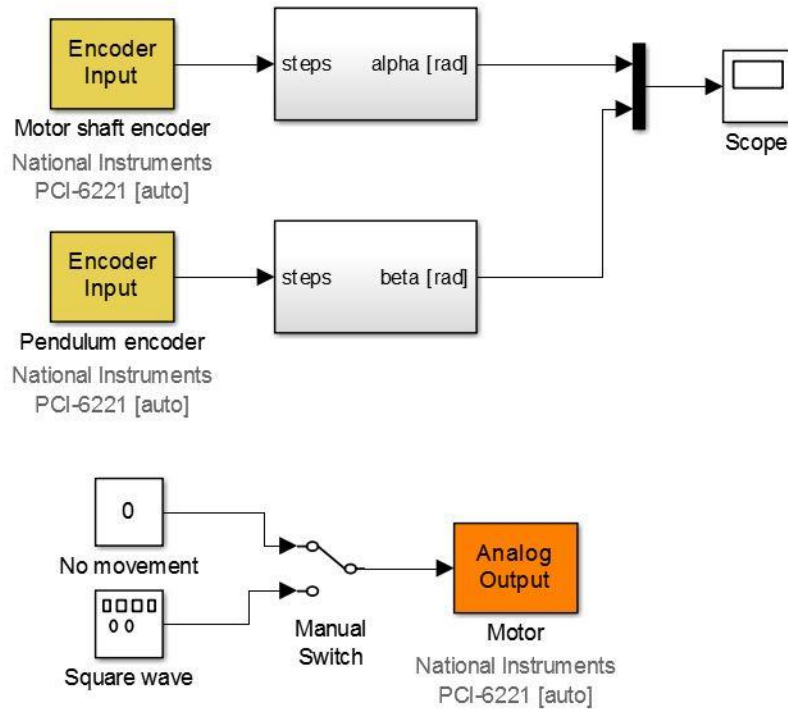 Encoder
Input
steps
alpha [rad]
Motor shaft encoder
National Instruments
PCI-6221 [auto]
Scope
Encoder
Input
steps
beta [rad]
Pendulum encoder
National Instruments
PCI-6221 [auto]
0
No movement
Square wave
Manual
Switch
Analog
Output
Motor
National Instruments
PCI-6221 [auto]